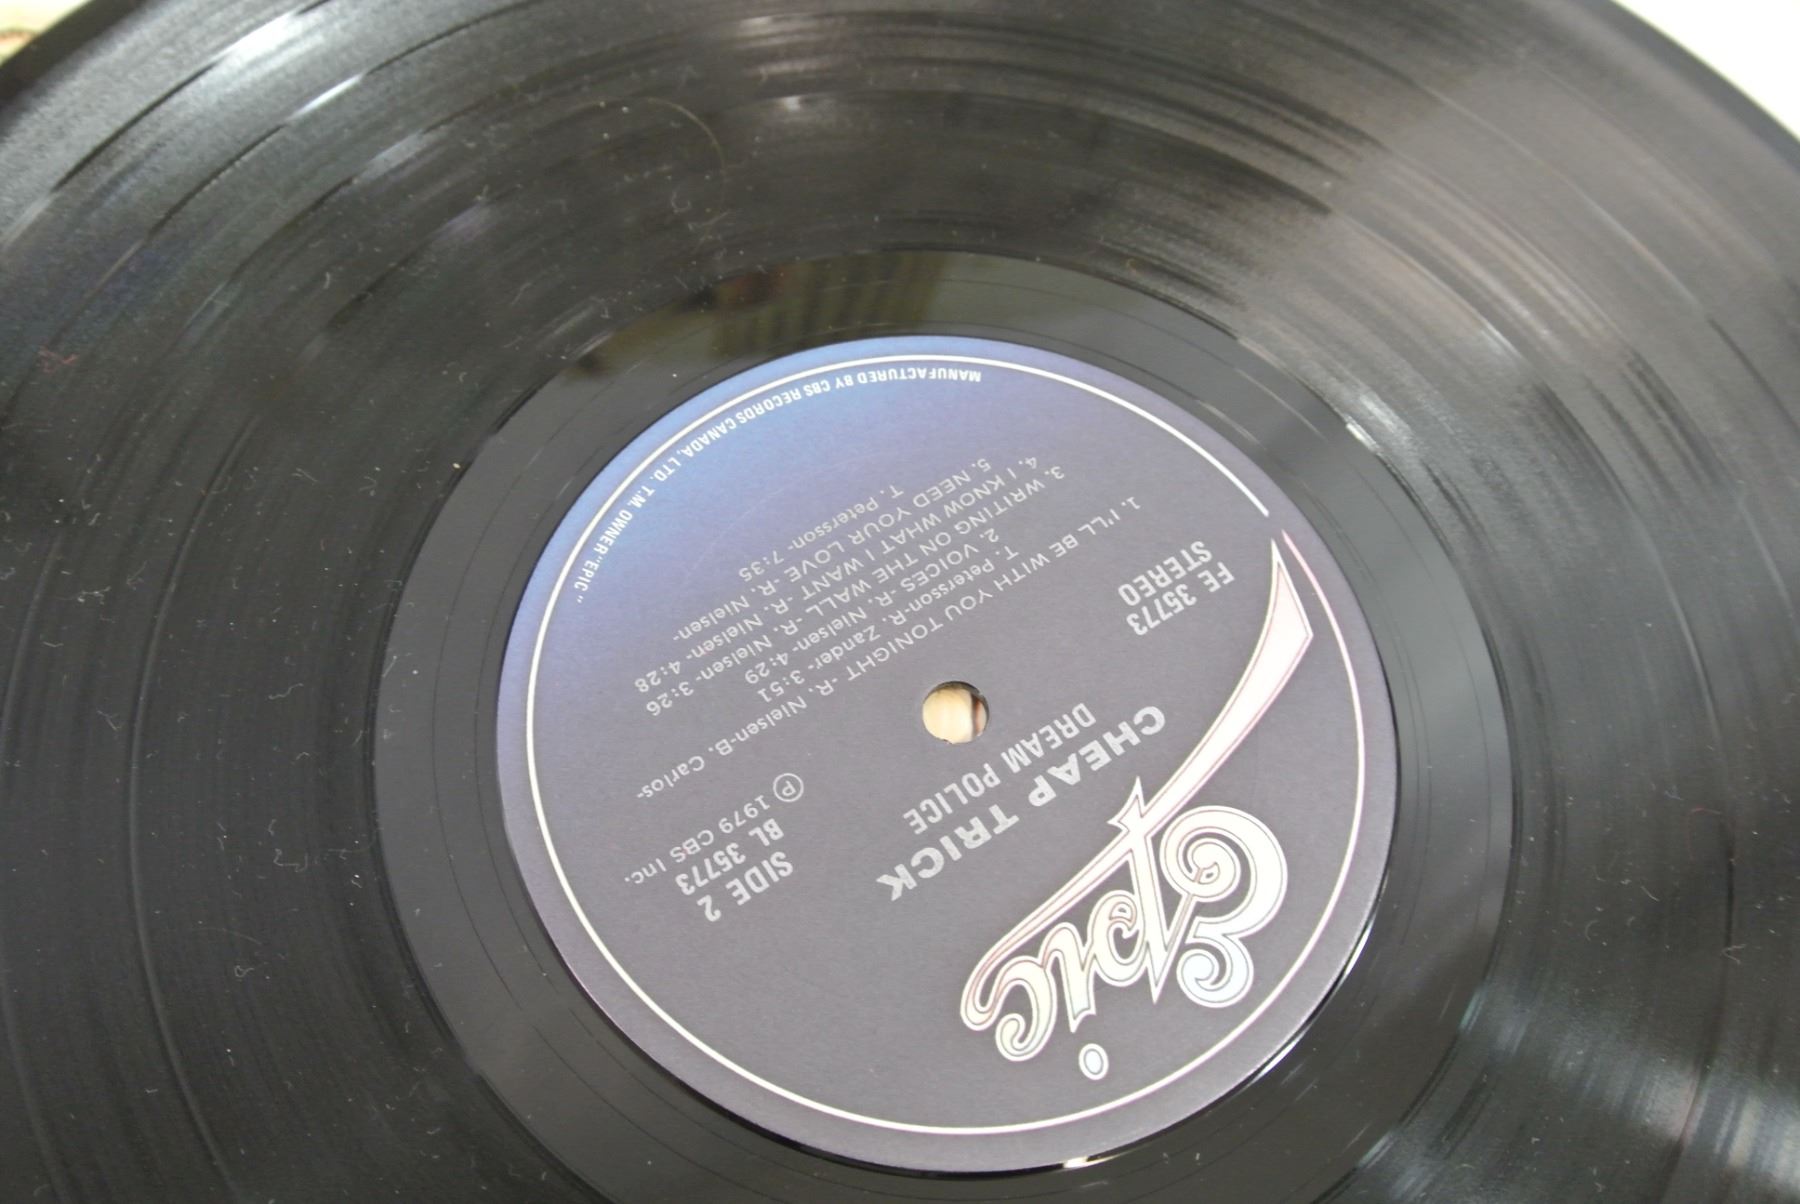 Epic
CHEAP TRICK
DREAM POLICE
FE 35773
STEREO
SIDE 2
BL 35773
℗ 1979 CBS Inc.
1. I'LL BE WITH YOU TONIGHT -R. Nielsen-B. Carlos-
T. Petersson-R. Zander- 3:51
2. VOICES -R. Nielsen- 4:29
3. WRITING ON THE WALL -R. Nielsen- 3:26
4. I KNOW WHAT I WANT -R. Nielsen- 4:28
5. NEED YOUR LOVE -R. Nielsen-
T. Petersson- 7:35
MANUFACTURED BY CBS RECORDS CANADA, LTD. T.M. OWNER "EPIC"